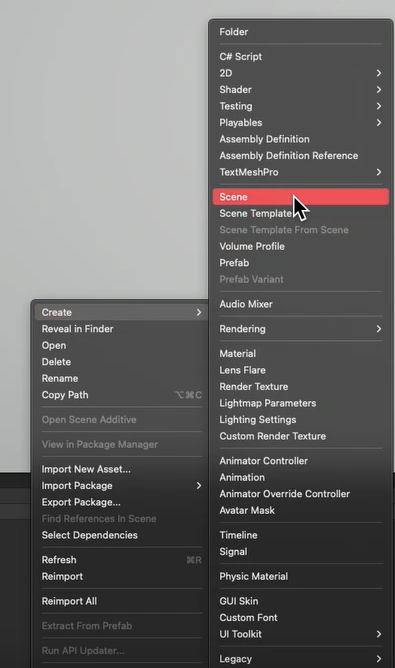 Folder
C# Script
2D
Shader
Testing
Playables
Assembly Definition
Assembly Definition Reference
TextMeshPro
Scene
Scene Template
Scene Template From Scene
Volume Profile
Prefab
Prefab Variant
Audio Mixer
Rendering
Material
Lens Flare
Render Texture
Lightmap Parameters
Lighting Settings
Custom Render Texture
Animator Controller
Animation
Animator Override Controller
Avatar Mask
Timeline
Signal
Physic Material
GUI Skin
Custom Font
UI Toolkit
Legacy
Create
Reveal in Finder
Open
Delete
Rename
Copy Path ⌥⌘C
Open Scene Additive
View in Package Manager
Import New Asset...
Import Package
Export Package...
Find References In Scene
Select Dependencies
Refresh ⌘R
Reimport
Reimport All
Extract From Prefab
Run API Updater...